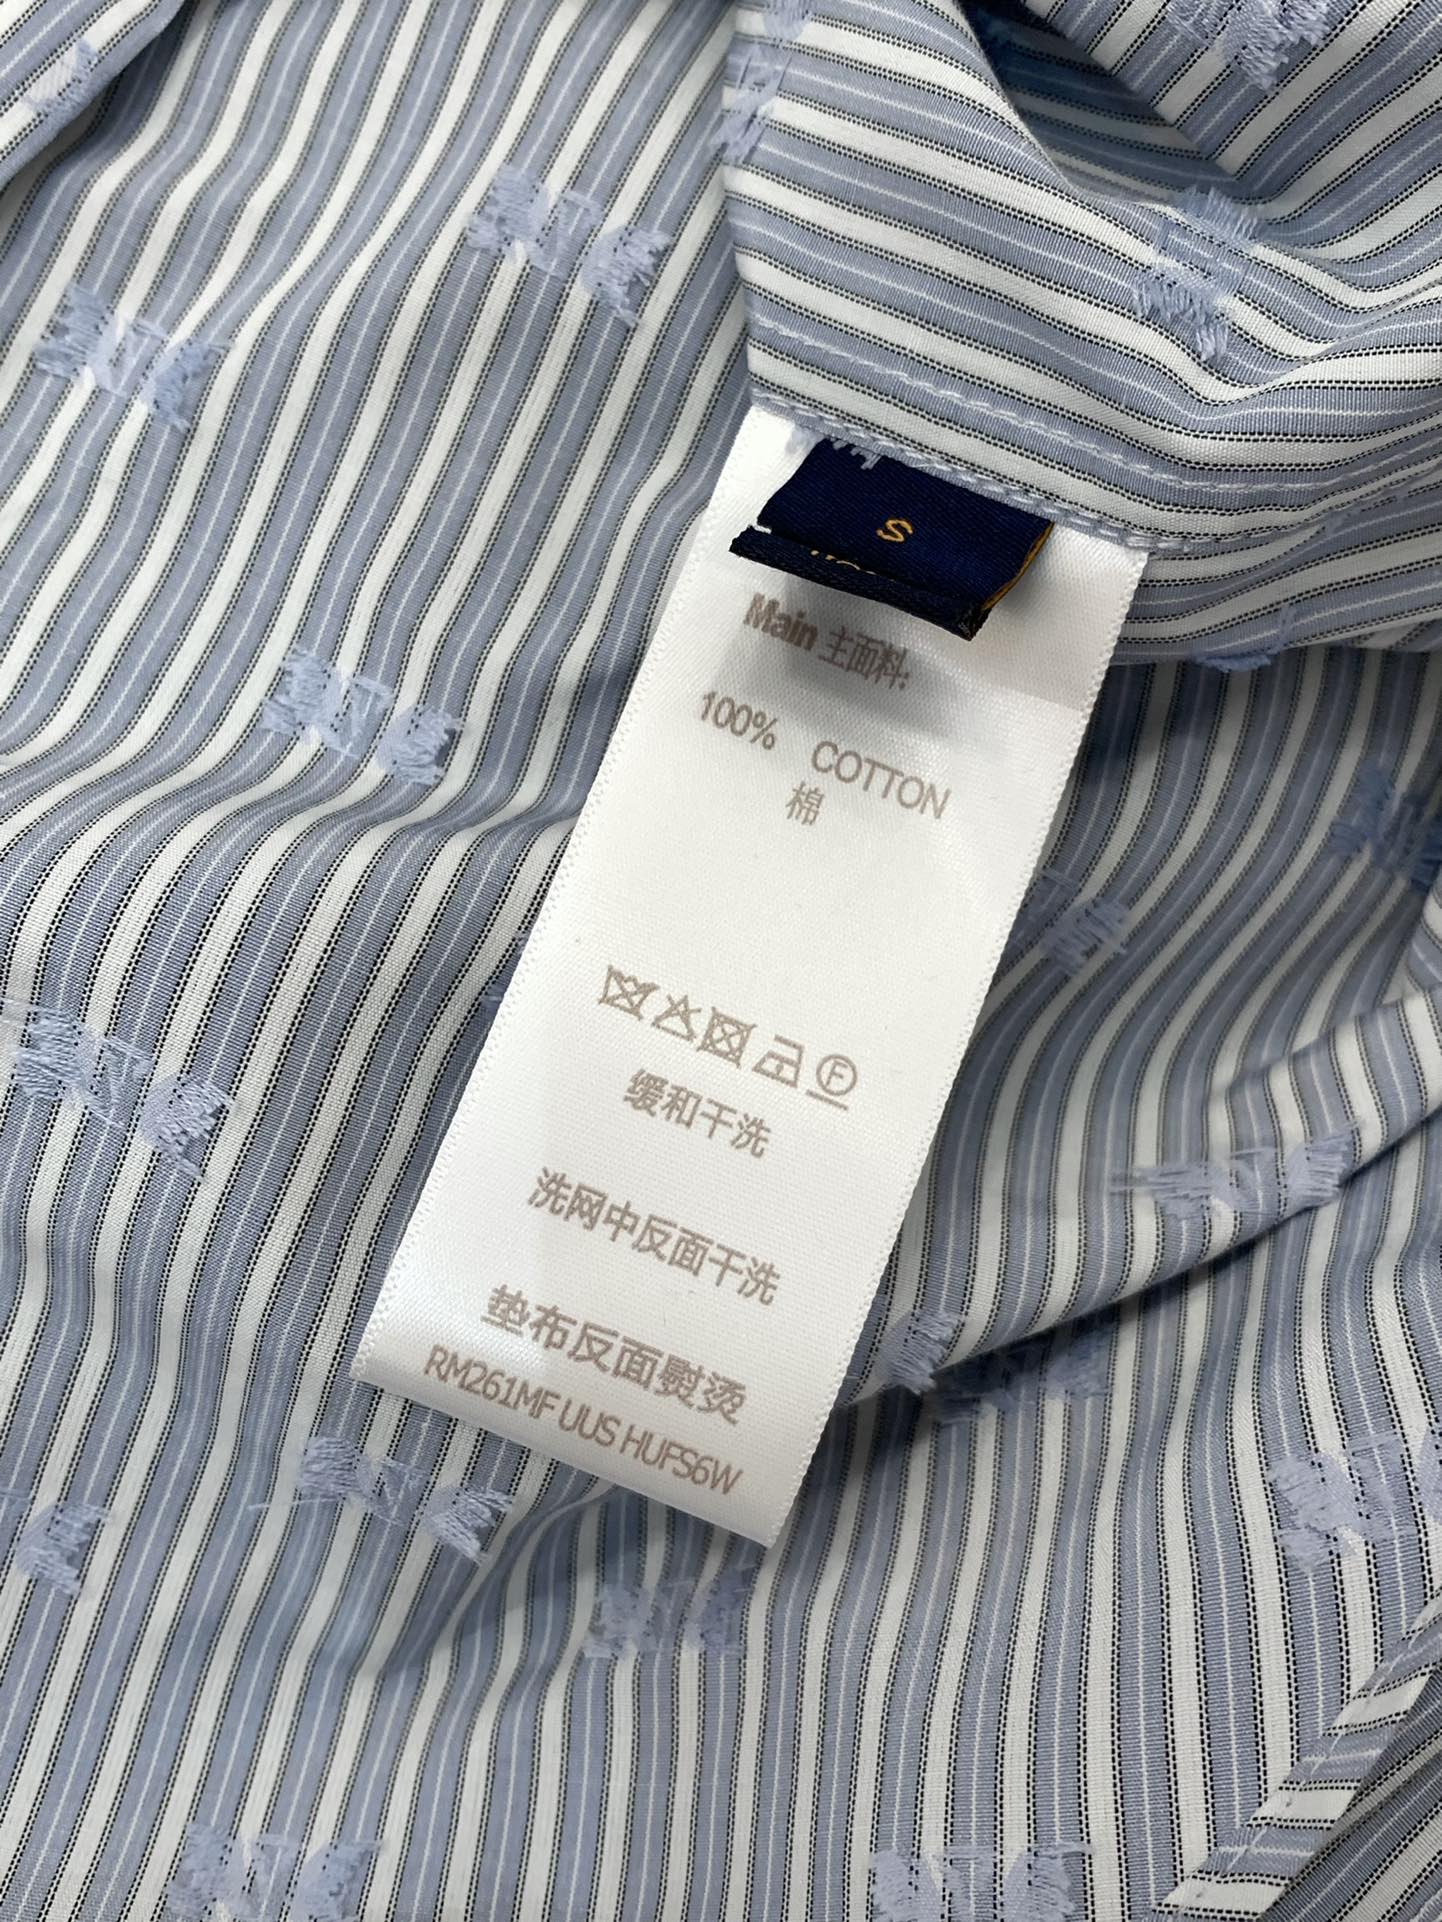 S
Main 主面料:
100% COTTON
棉
F
缓和干洗
洗网中反面干洗
垫布反面熨烫
RM261MF UUS HUFS6W